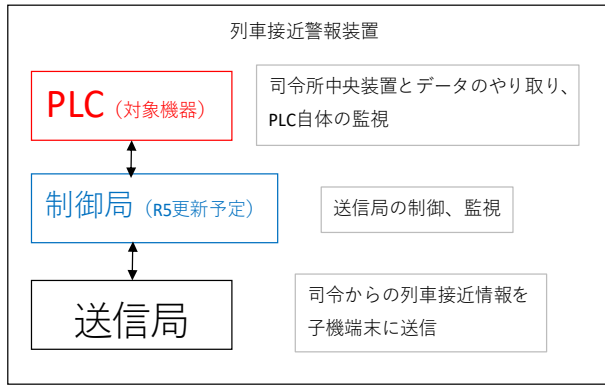 列車接近警報装置
PLC（対象機器）
司令所中央装置とデータのやり取り、
PLC自体の監視
制御局（R5更新予定）
送信局の制御、監視
送信局
司令からの列車接近情報を
子機端末に送信